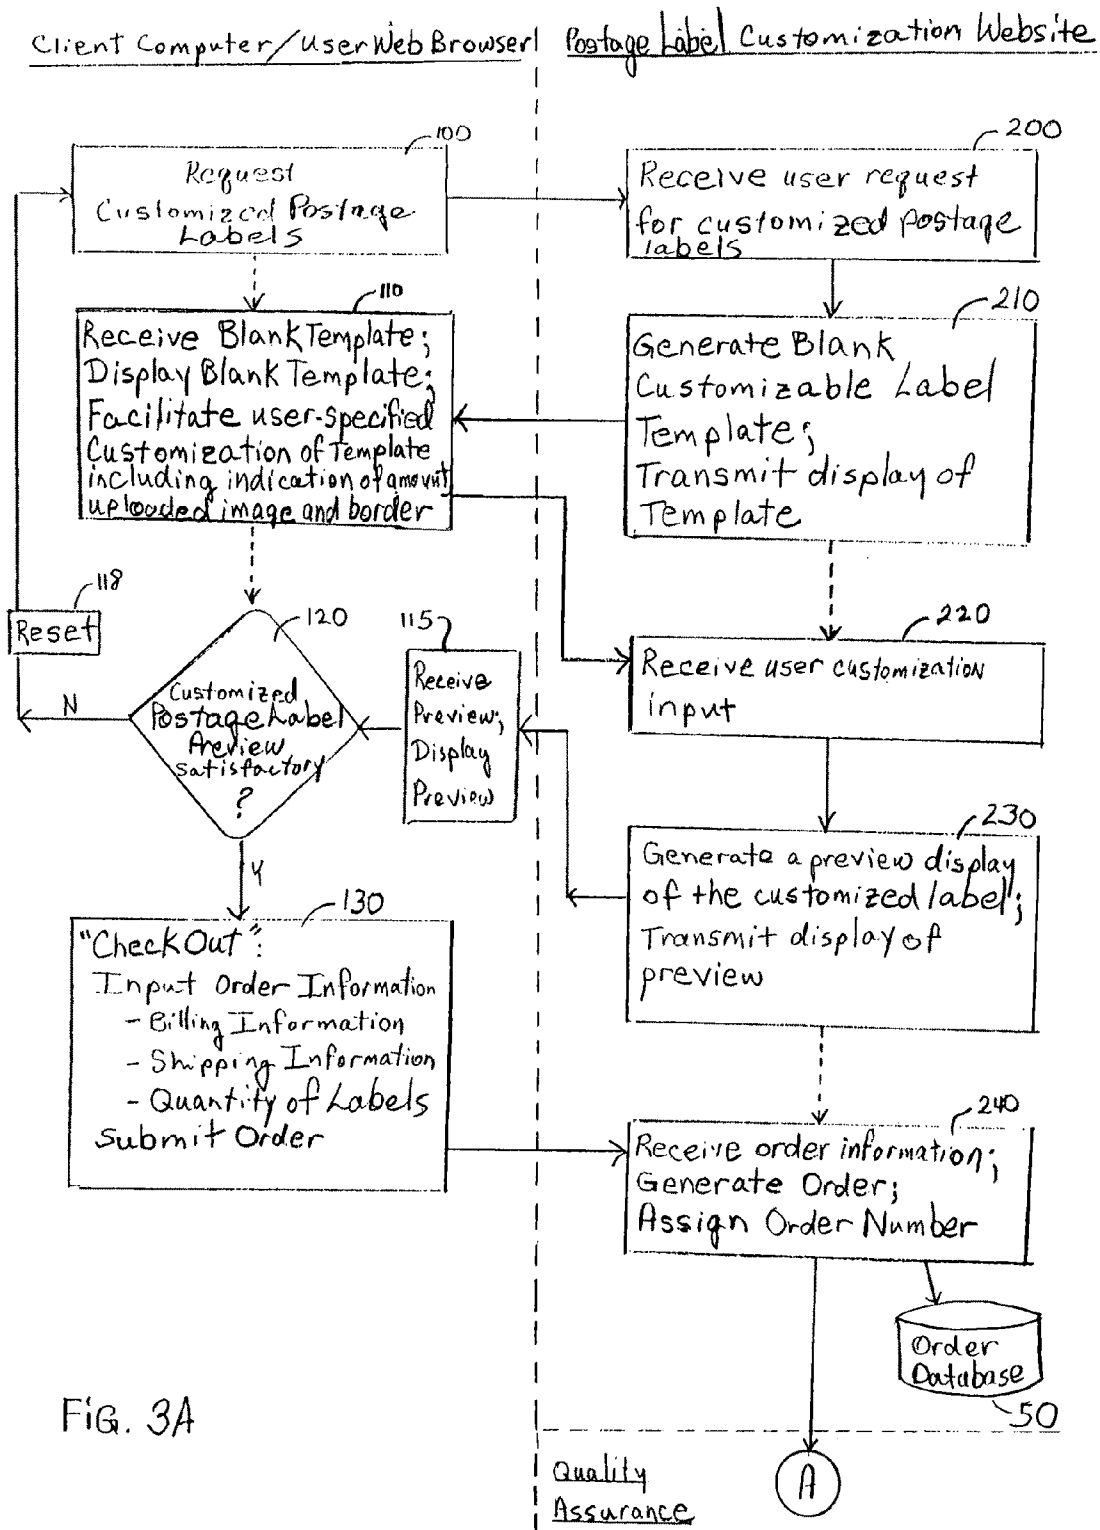 Client Computer/User Web Browser
Postage Label Customization Website
100
Request
Customized Postage
Labels
200
Receive user request
for customized postage
labels
110
Receive Blank Template;
Display Blank Template;
Facilitate user-specified
Customization of Template
including indication of amount
uploaded image and border
210
Generate Blank
Customizable Label
Template;
Transmit display of
Template
118
Reset
N
120
Customized
Postage Label
Preview
Satisfactory
?
Y
115
Receive
Preview;
Display
Preview
220
Receive user customization
input
230
Generate a preview display
of the customized label;
Transmit display of
preview
130
"Check Out":
Input Order Information
- Billing Information
- Shipping Information
- Quantity of Labels
Submit Order
240
Receive order information;
Generate Order;
Assign Order Number
Order
Database
50
FIG. 3A
Quality
Assurance
A